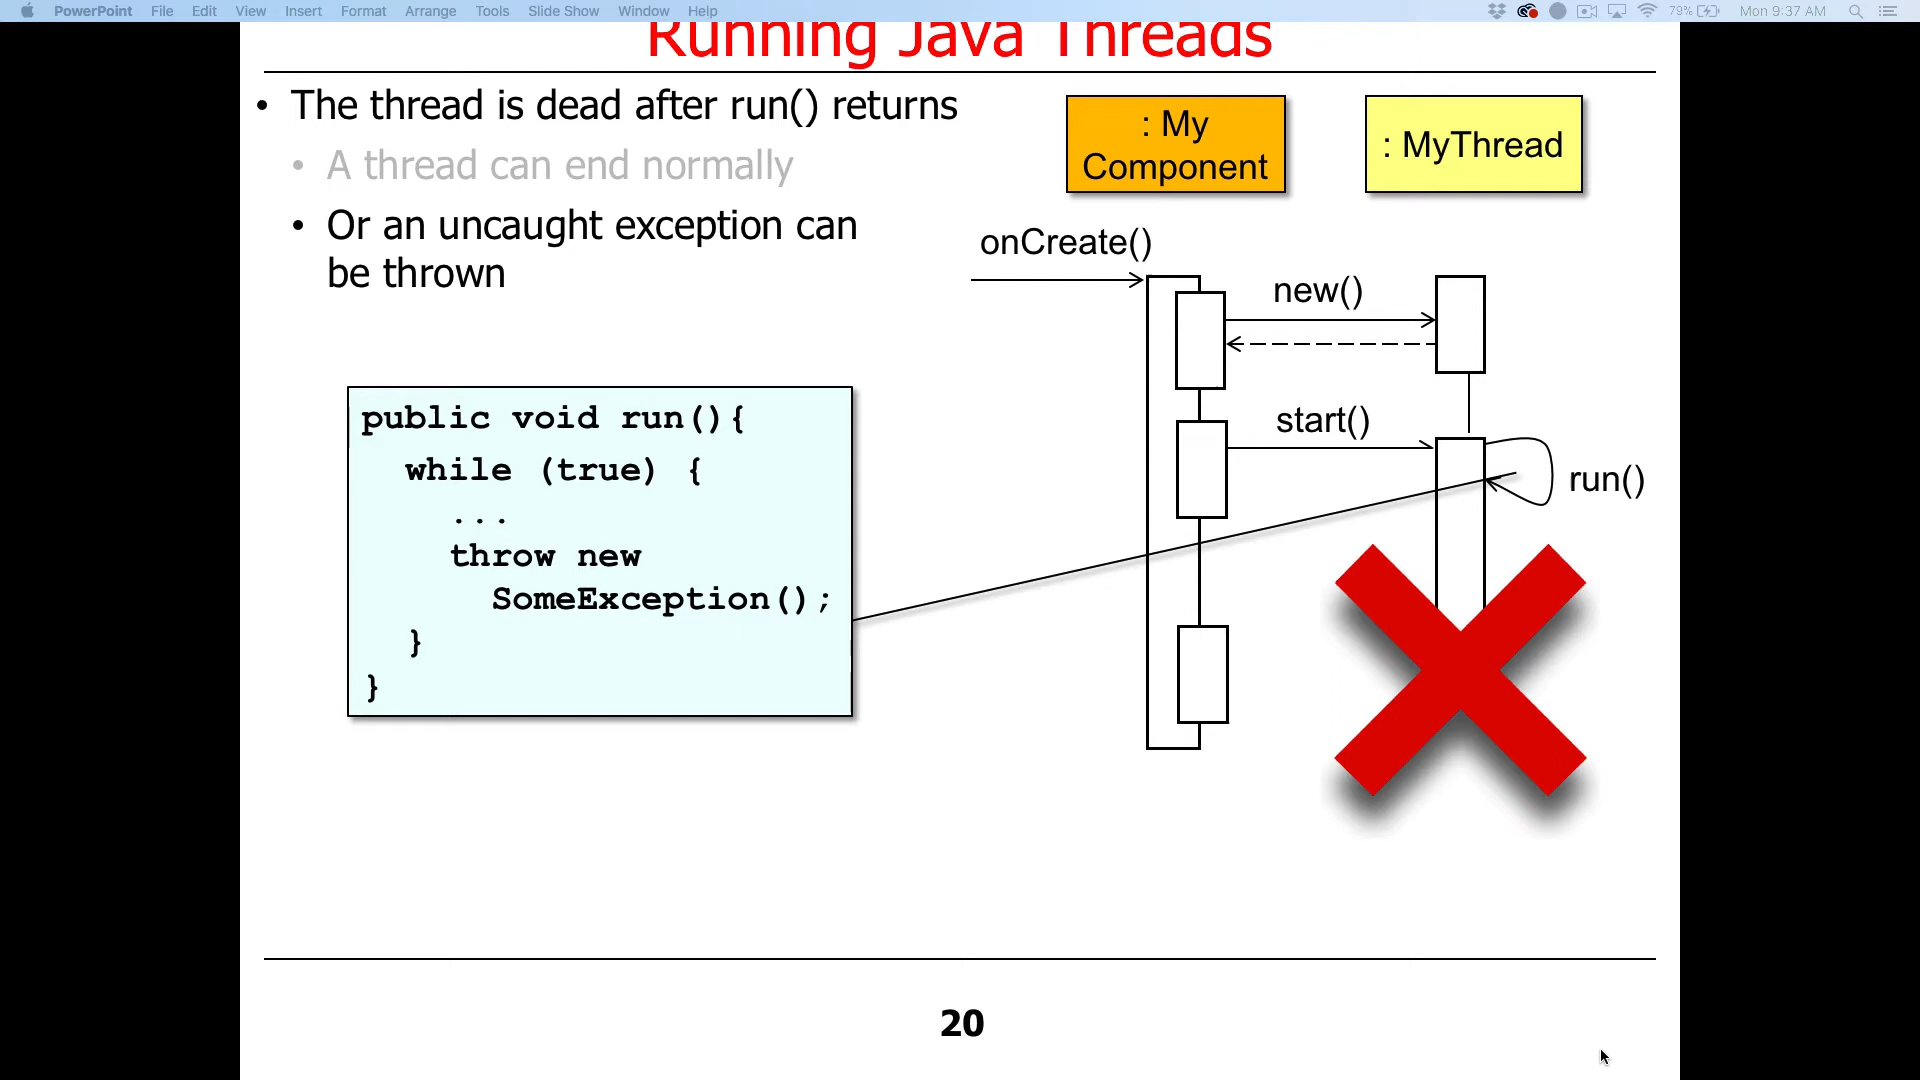 PowerPoint File Edit View Insert Format Arrange Tools Slide Show Window Help 79% Mon 9:37 AM
Running Java Threads
• The thread is dead after run() returns
• A thread can end normally
• Or an uncaught exception can
be thrown
: My
Component
: MyThread
onCreate()
new()
start()
run()
public void run(){
while (true) {
...
throw new
SomeException();
}
}
20